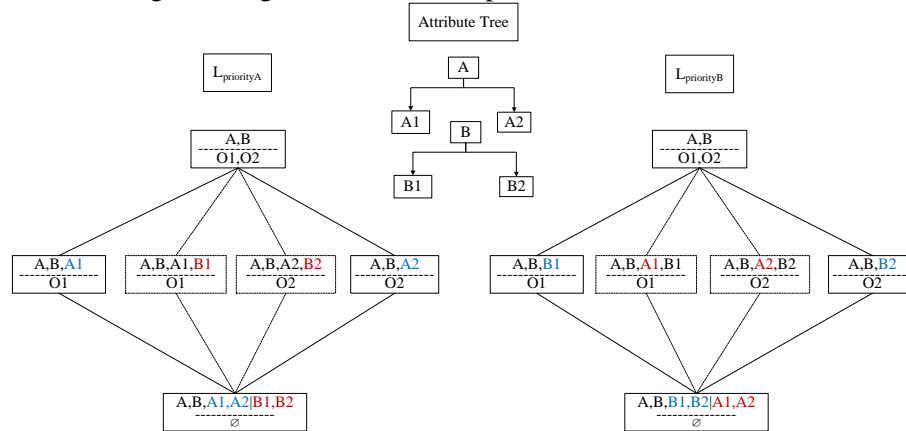 Attribute Tree
L_priorityA
L_priorityB
A
A1
A2
B
B1
B2
A,B
O1,O2
A,B,A1
O1
A,B,A1,B1
O1
A,B,A2,B2
O2
A,B,A2
O2
A,B,A1,A2|B1,B2
∅
A,B
O1,O2
A,B,B1
O1
A,B,A1,B1
O1
A,B,A2,B2
O2
A,B,B2
O2
A,B,B1,B2|A1,A2
∅